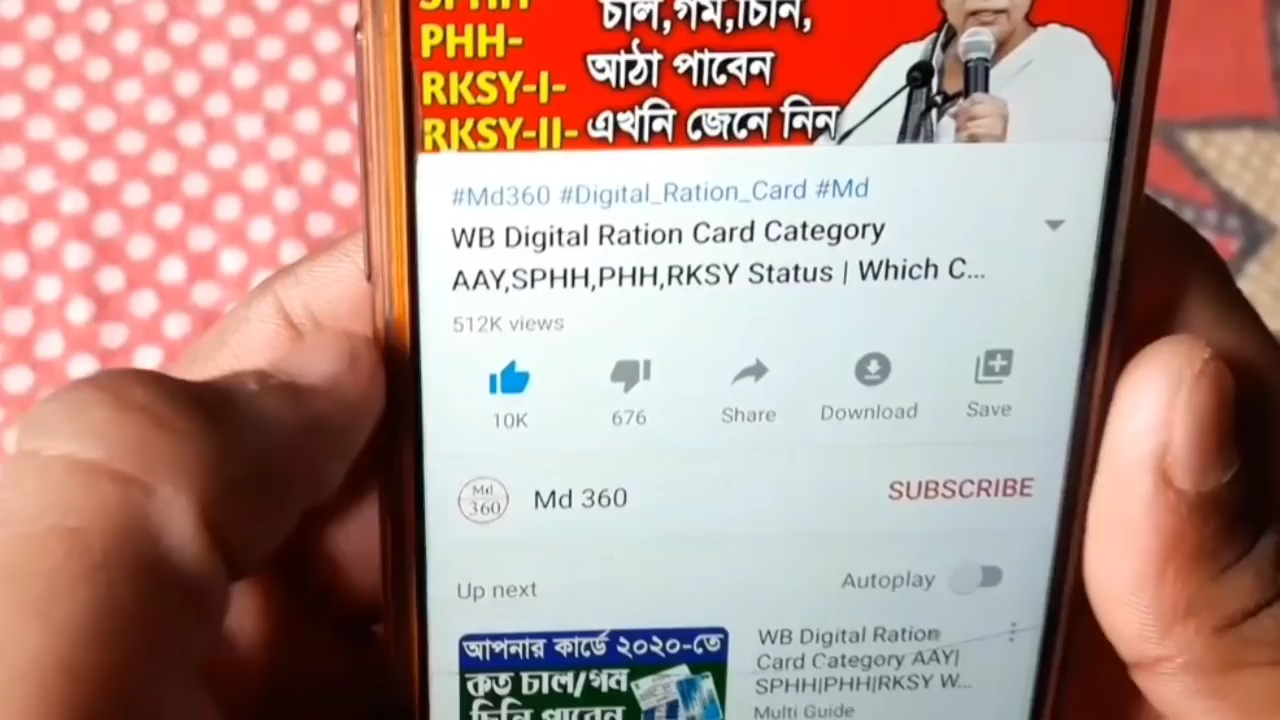 SPHH-
PHH-
RKSY-I-
RKSY-II-
চাল,গম,চিনি,
আঠা পাবেন
এখনি জেনে নিন
#Md360 #Digital_Ration_Card #Md
WB Digital Ration Card Category
AAY,SPHH,PHH,RKSY Status | Which C...
512K views
10K
676
Share
Download
Save
Md
360
Md 360
SUBSCRIBE
Up next
Autoplay
আপনার কার্ডে ২০২০-তে
কত চাল/গম
চিনি পাবেন
WB Digital Ration
Card Category AAY|
SPHH|PHH|RKSY W...
Multi Guide